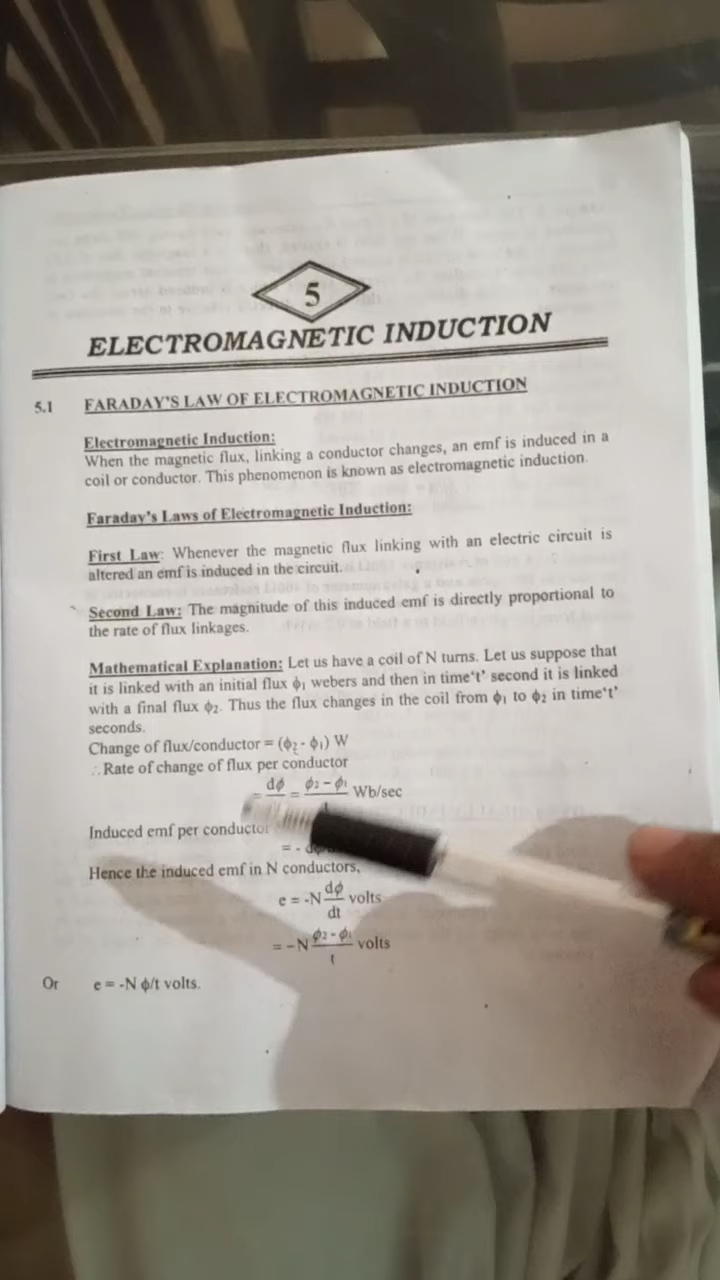 5
ELECTROMAGNETIC INDUCTION
5.1 FARADAY'S LAW OF ELECTROMAGNETIC INDUCTION
Electromagnetic Induction:
When the magnetic flux, linking a conductor changes, an emf is induced in a
coil or conductor. This phenomenon is known as electromagnetic induction.
Faraday's Laws of Electromagnetic Induction:
First Law: Whenever the magnetic flux linking with an electric circuit is
altered an emf is induced in the circuit.
Second Law: The magnitude of this induced emf is directly proportional to
the rate of flux linkages.
Mathematical Explanation: Let us have a coil of N turns. Let us suppose that
it is linked with an initial flux ϕ₁ webers and then in time't' second it is linked
with a final flux ϕ₂. Thus the flux changes in the coil from ϕ₁ to ϕ₂ in time't'
seconds.
Change of flux/conductor = (ϕ₂ - ϕ₁) W
∴ Rate of change of flux per conductor
= dϕ = ϕ₂ − ϕ₁ Wb/sec
Induced emf per conductor
= -
Hence the induced emf in N conductors,
e = -N dϕ/dt volts
= −N ϕ₂ - ϕ₁/t volts
Or e = -N ϕ/t volts.